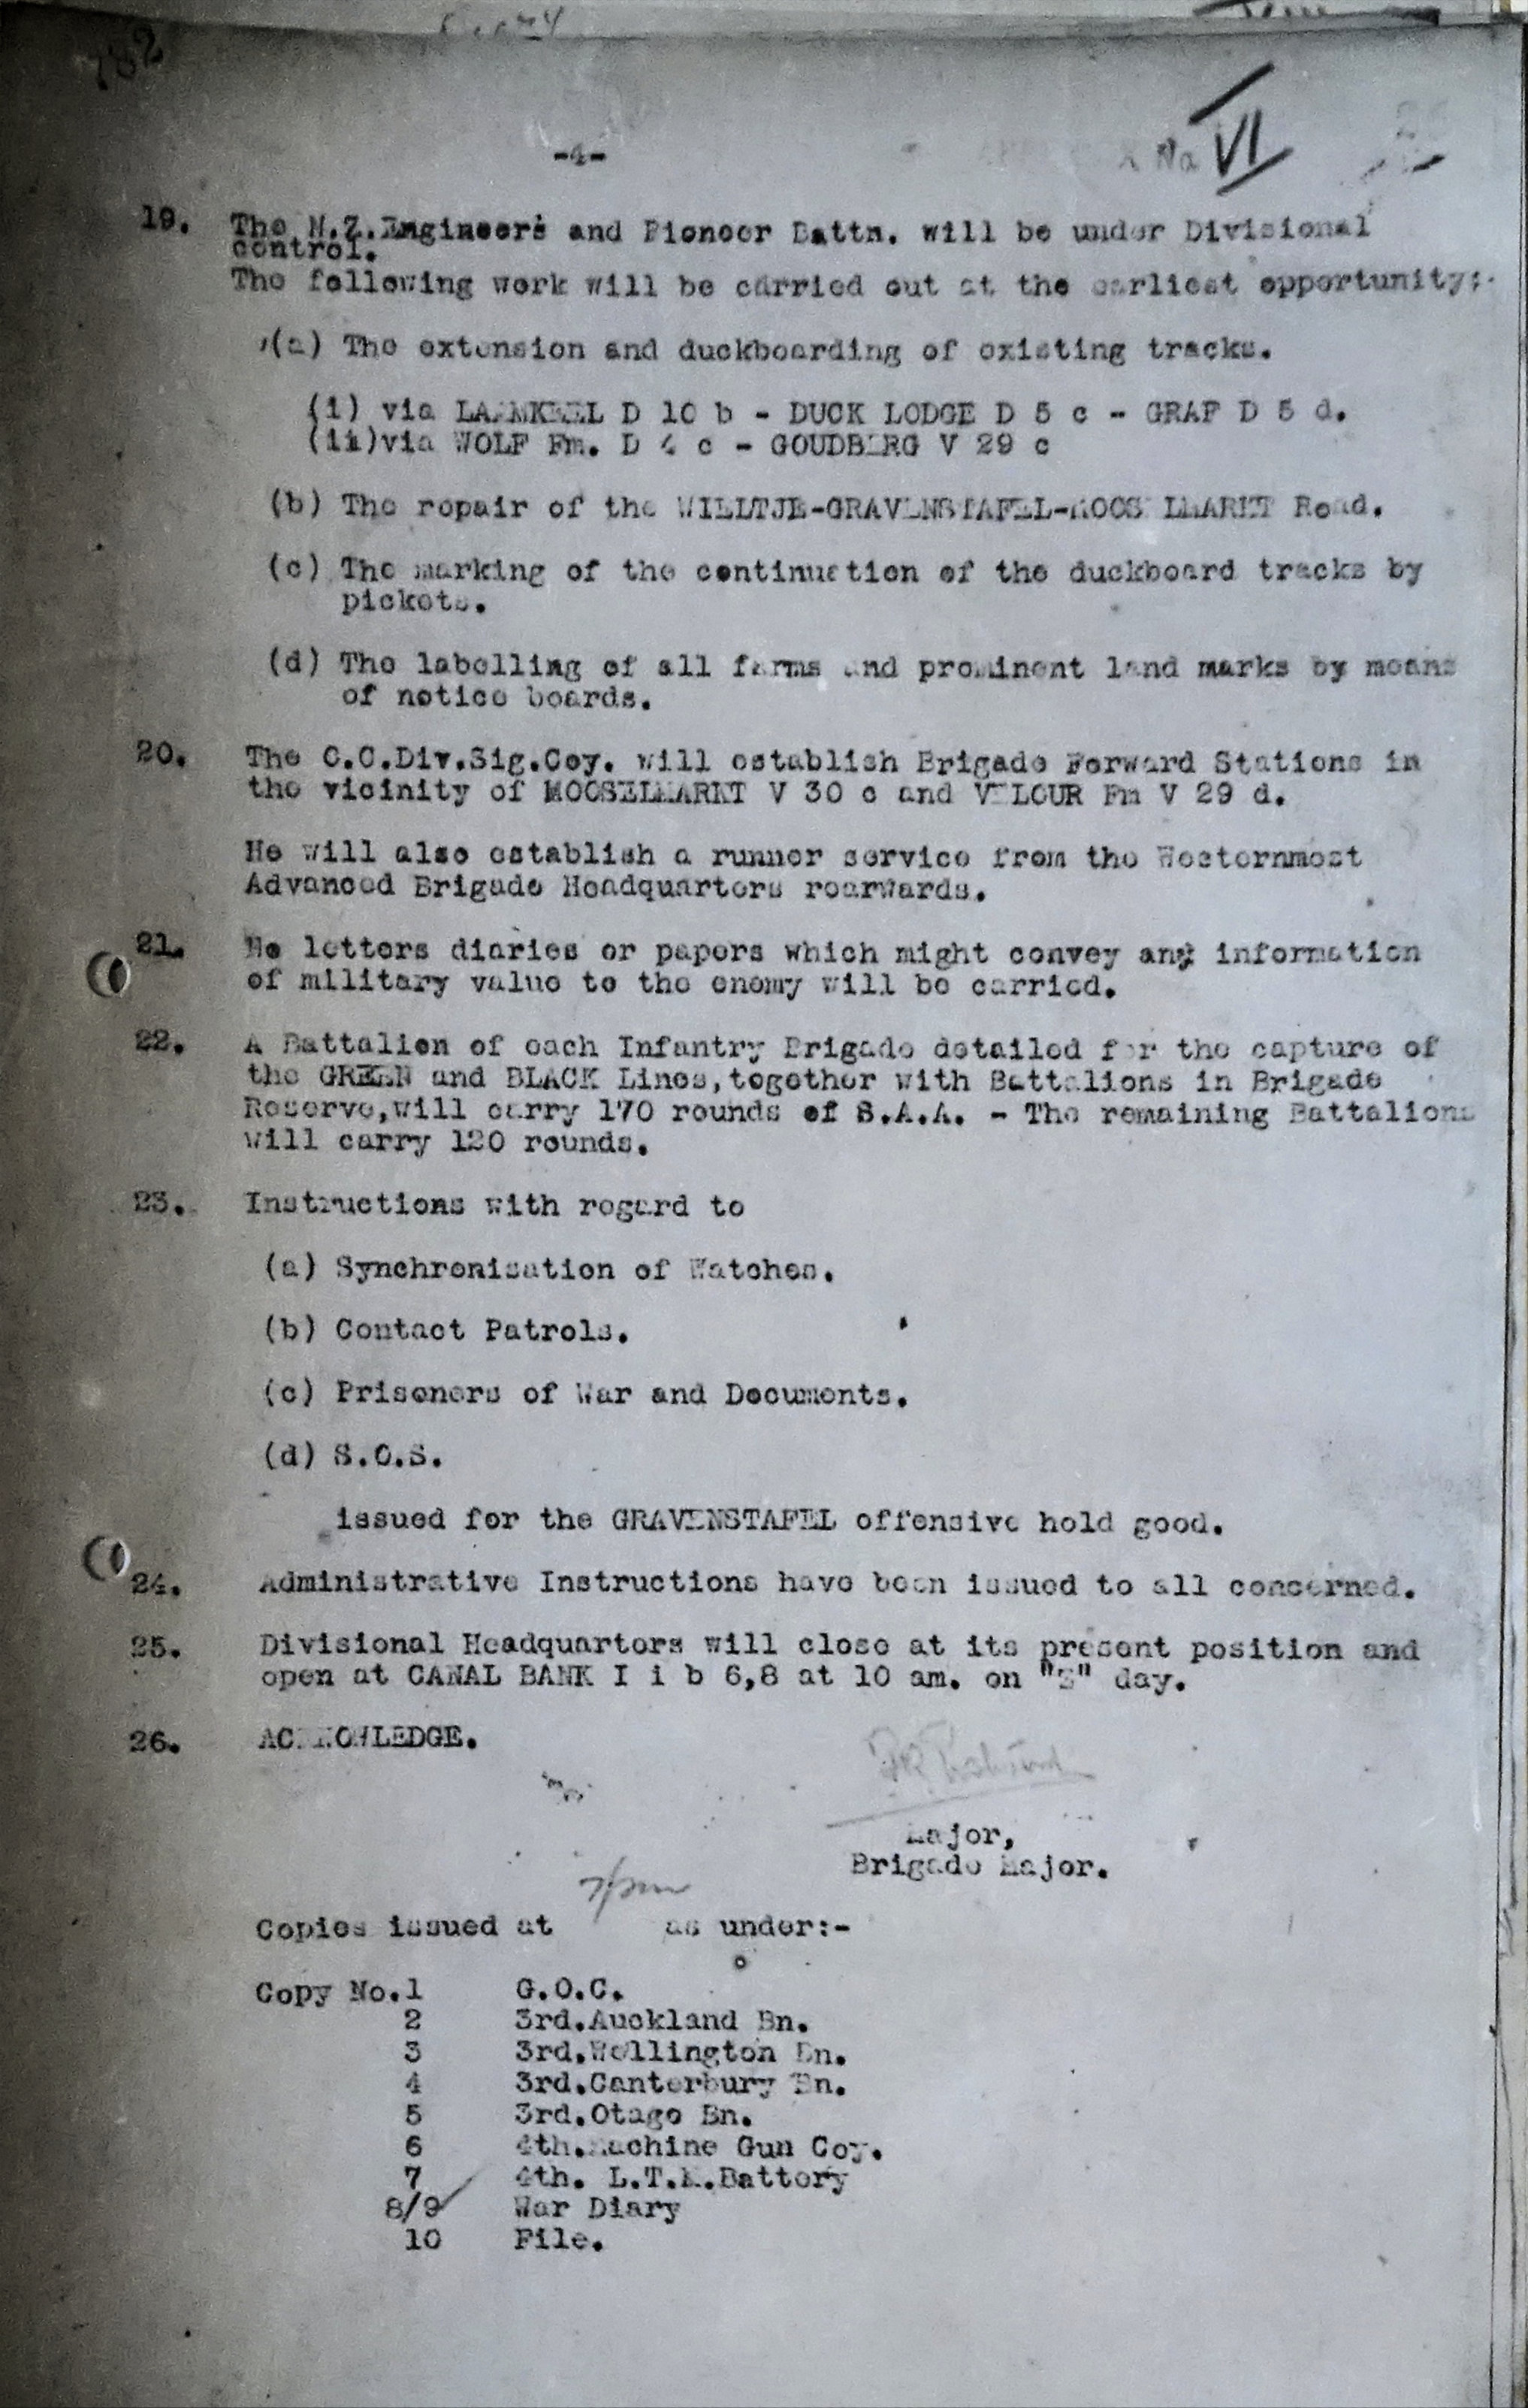 782
-4-
No VI
19. The N.Z.Engineers and Pioneer Battn. will be under Divisional
control.
The following work will be carried out at the earliest opportunity:-
(a) The extension and duckboarding of existing tracks.
(i) via D 10 b - DUCK LODGE D 5 c - GRAF D 5 d.
(ii)via WOLF Fm. D 4 c - GOUDBERG V 29 c
(b) The repair of the WIELTJE-GRAVENSTAFEL-MOOSELMARKT Road.
(c) The marking of the continuation of the duckboard tracks by
pickets.
(d) The labelling of all farms and prominent land marks by means
of notice boards.
20. The O.C.Div.Sig.Coy. will establish Brigade Forward Stations in
the vicinity of MOOSELMARKT V 30 c and VELOUR Fm V 29 d.
He will also establish a runner service from the Westernmost
Advanced Brigade Headquarters rearwards.
21. No letters diaries or papers which might convey any information
of military value to the enemy will be carried.
22. A Battalion of each Infantry Brigade detailed for the capture of
the GREEN and BLACK Lines,together with Battalions in Brigade
Reserve,will carry 170 rounds of S.A.A. - The remaining Battalions
will carry 120 rounds.
23. Instructions with regard to
(a) Synchronisation of Watches.
(b) Contact Patrols.
(c) Prisoners of War and Documents.
(d) S.O.S.
issued for the GRAVENSTAFEL offensive hold good.
24. Administrative Instructions have been issued to all concerned.
25. Divisional Headquarters will close at its present position and
open at CANAL BANK I i b 6,8 at 10 am. on "Z" day.
26. ACKNOWLEDGE.
Major,
Brigade Major.
7pm
Copies issued at as under:-
Copy No.1 G.O.C.
2 3rd.Auckland Bn.
3 3rd.Wellington Bn.
4 3rd.Canterbury Bn.
5 3rd.Otago Bn.
6 4th.Machine Gun Coy.
7 4th. L.T.M.Battery
8/9 War Diary
10 File.